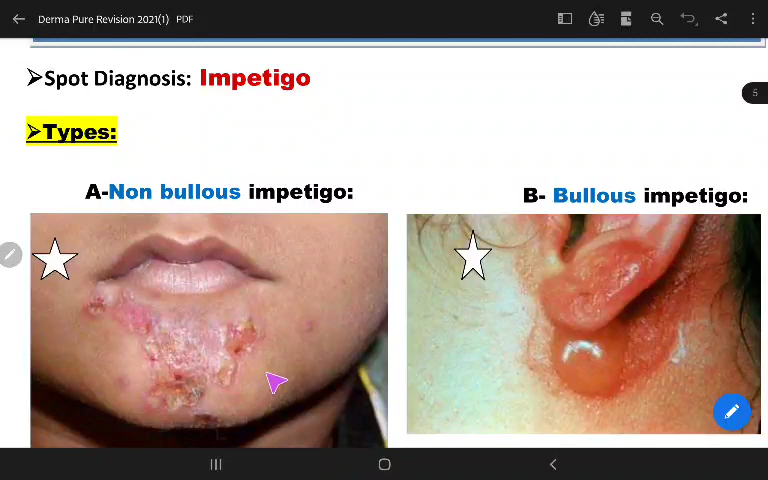 Derma Pure Revision 2021(1) PDF
5
➢Spot Diagnosis: Impetigo
➢Types:
A-Non bullous impetigo:
B- Bullous impetigo: